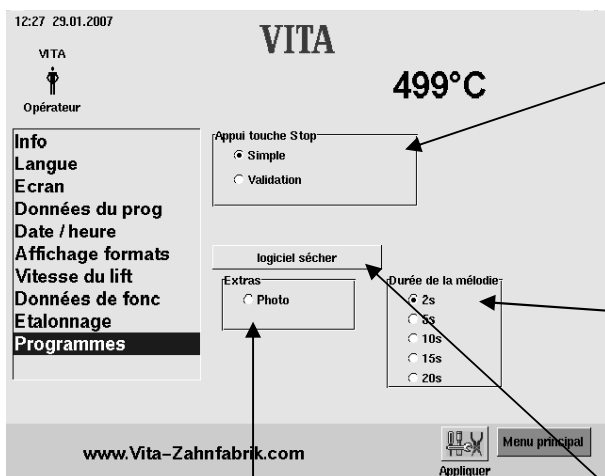 12:27 29.01.2007
VITA
VITA
Opérateur
499°C
Info
Langue
Ecran
Données du prog
Date / heure
Affichage formats
Vitesse du lift
Données de fonc
Etalonnage
Programmes
Appui touche Stop
Simple
Validation
logiciel sécher
Extras
Photo
Durée de la mélodie
2s
5s
10s
15s
20s
www.Vita-Zahnfabrik.com
Appliquer
Menu principal